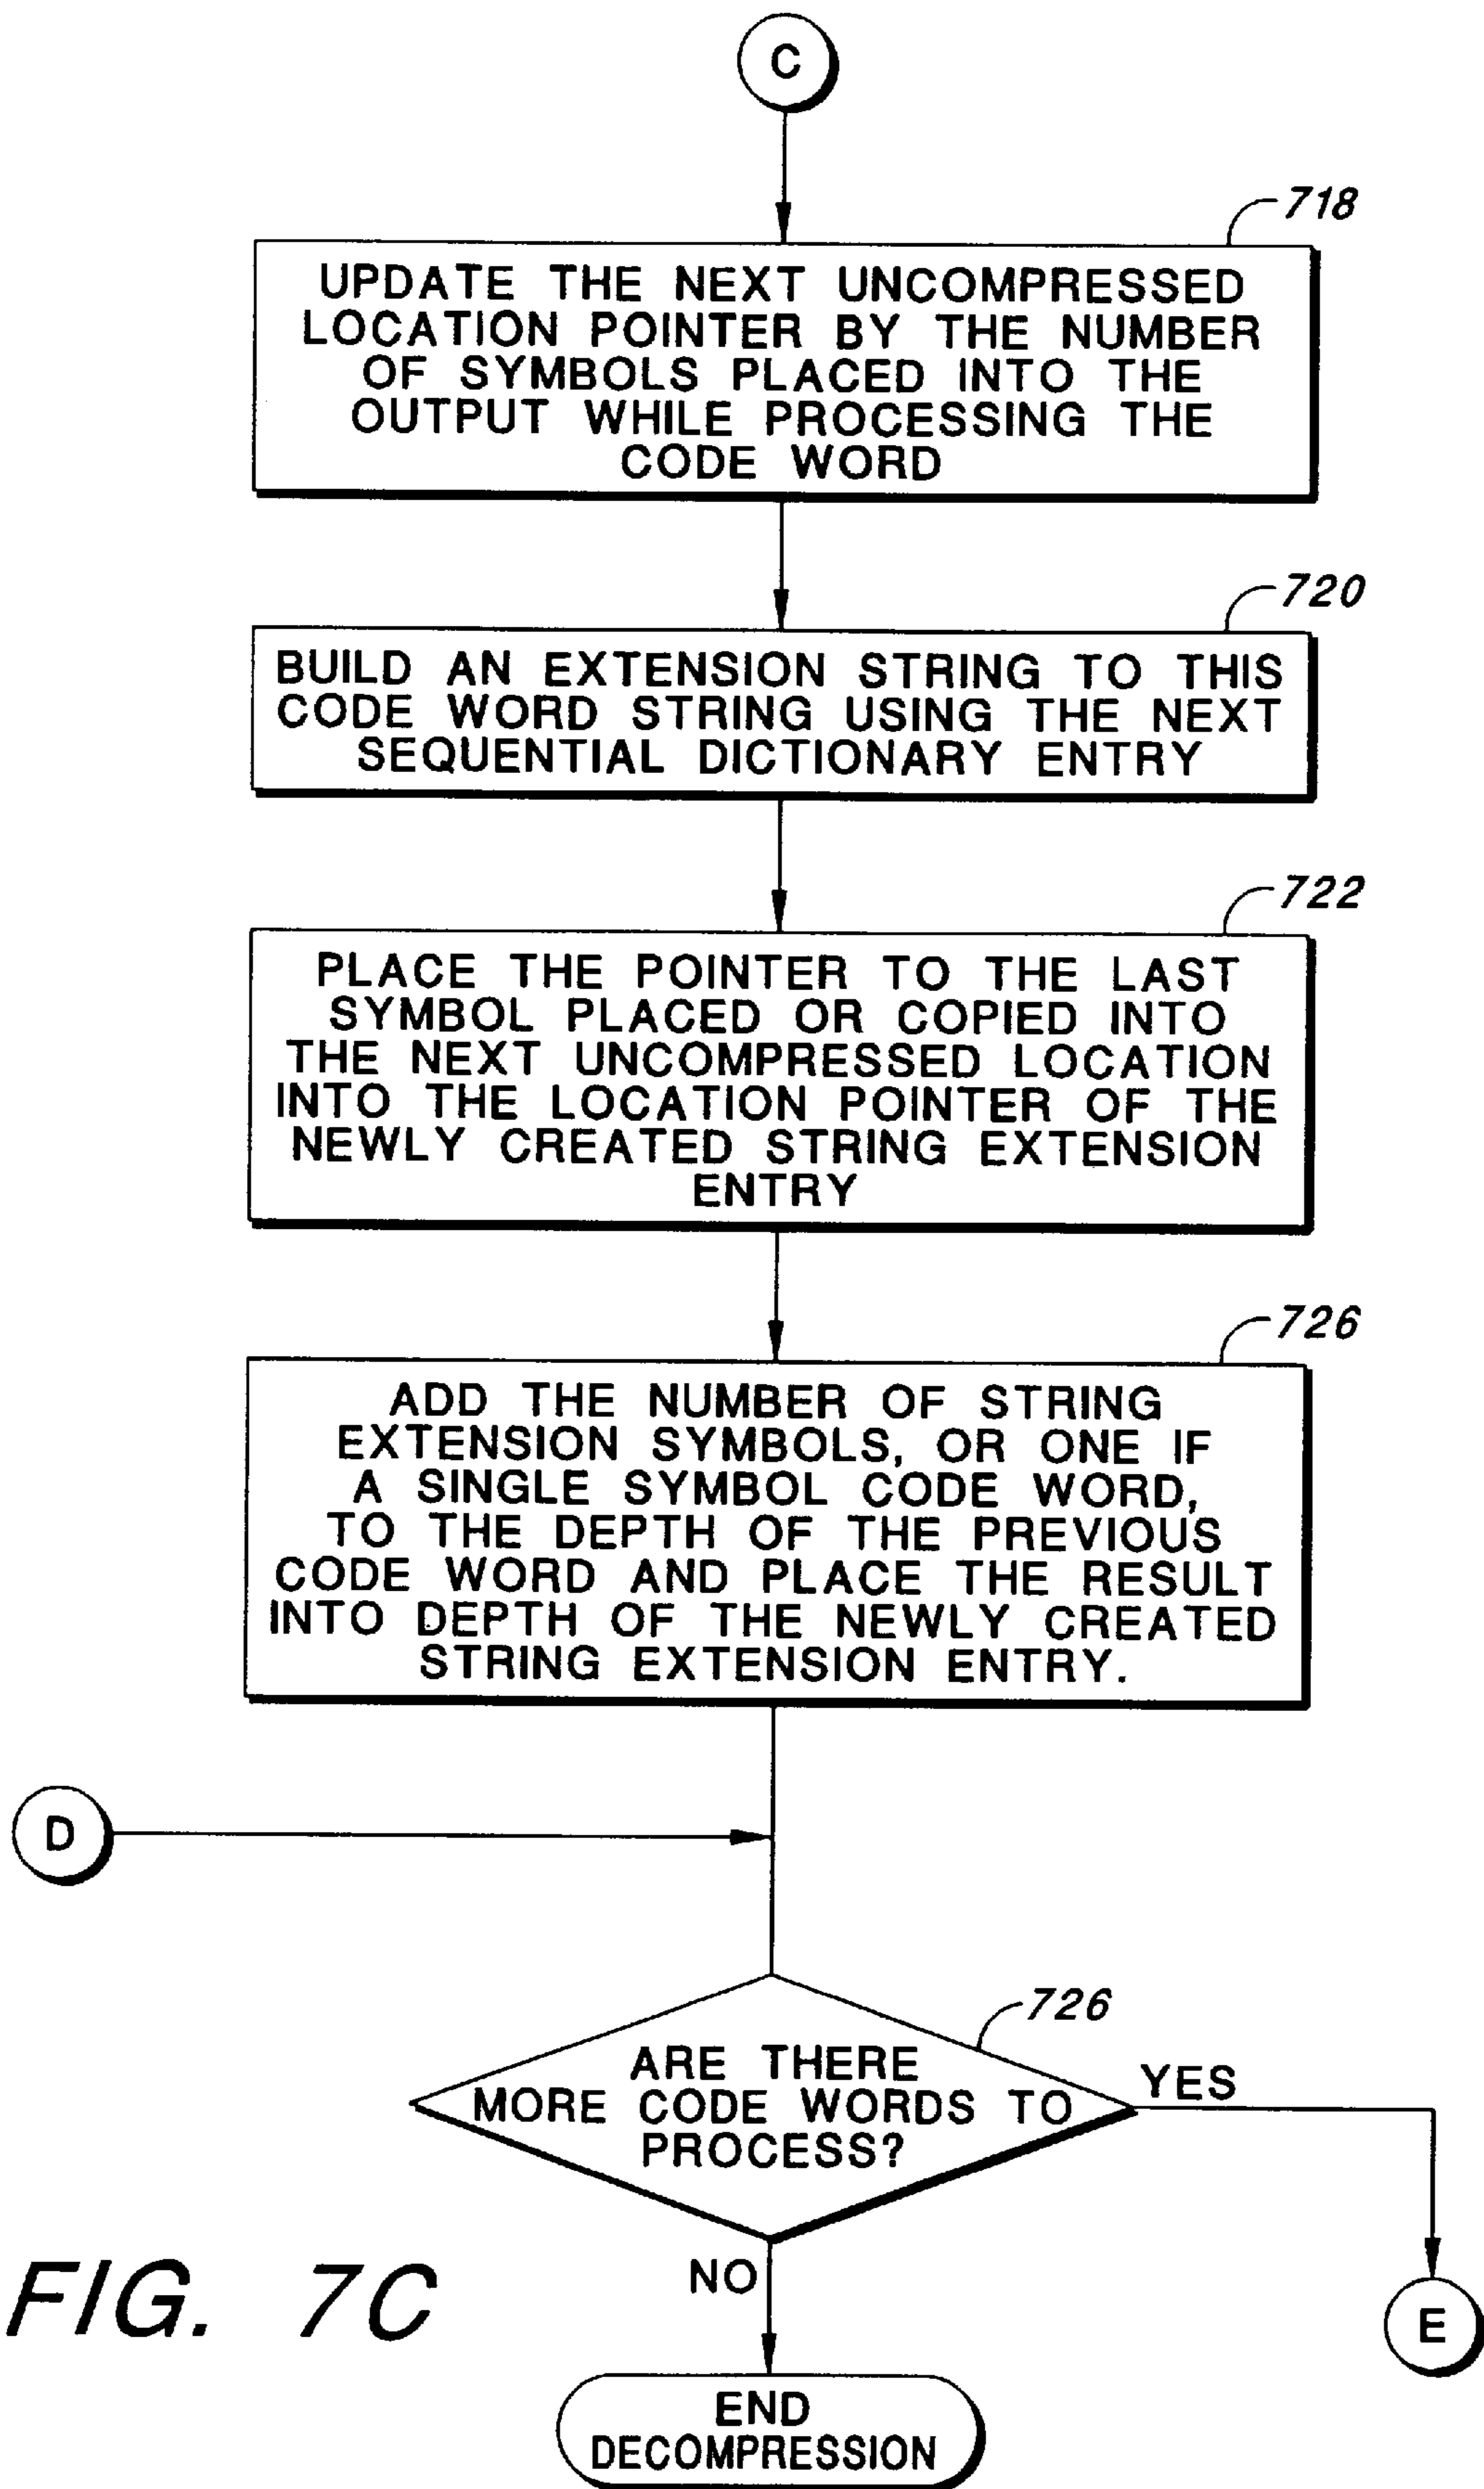 C
718
UPDATE THE NEXT UNCOMPRESSED
LOCATION POINTER BY THE NUMBER
OF SYMBOLS PLACED INTO THE
OUTPUT WHILE PROCESSING THE
CODE WORD
720
BUILD AN EXTENSION STRING TO THIS
CODE WORD STRING USING THE NEXT
SEQUENTIAL DICTIONARY ENTRY
722
PLACE THE POINTER TO THE LAST
SYMBOL PLACED OR COPIED INTO
THE NEXT UNCOMPRESSED LOCATION
INTO THE LOCATION POINTER OF THE
NEWLY CREATED STRING EXTENSION
ENTRY
726
ADD THE NUMBER OF STRING
EXTENSION SYMBOLS, OR ONE IF
A SINGLE SYMBOL CODE WORD,
TO THE DEPTH OF THE PREVIOUS
CODE WORD AND PLACE THE RESULT
INTO DEPTH OF THE NEWLY CREATED
STRING EXTENSION ENTRY.
D
726
ARE THERE
MORE CODE WORDS TO
PROCESS?
YES
NO
E
FIG. 7C
END
DECOMPRESSION